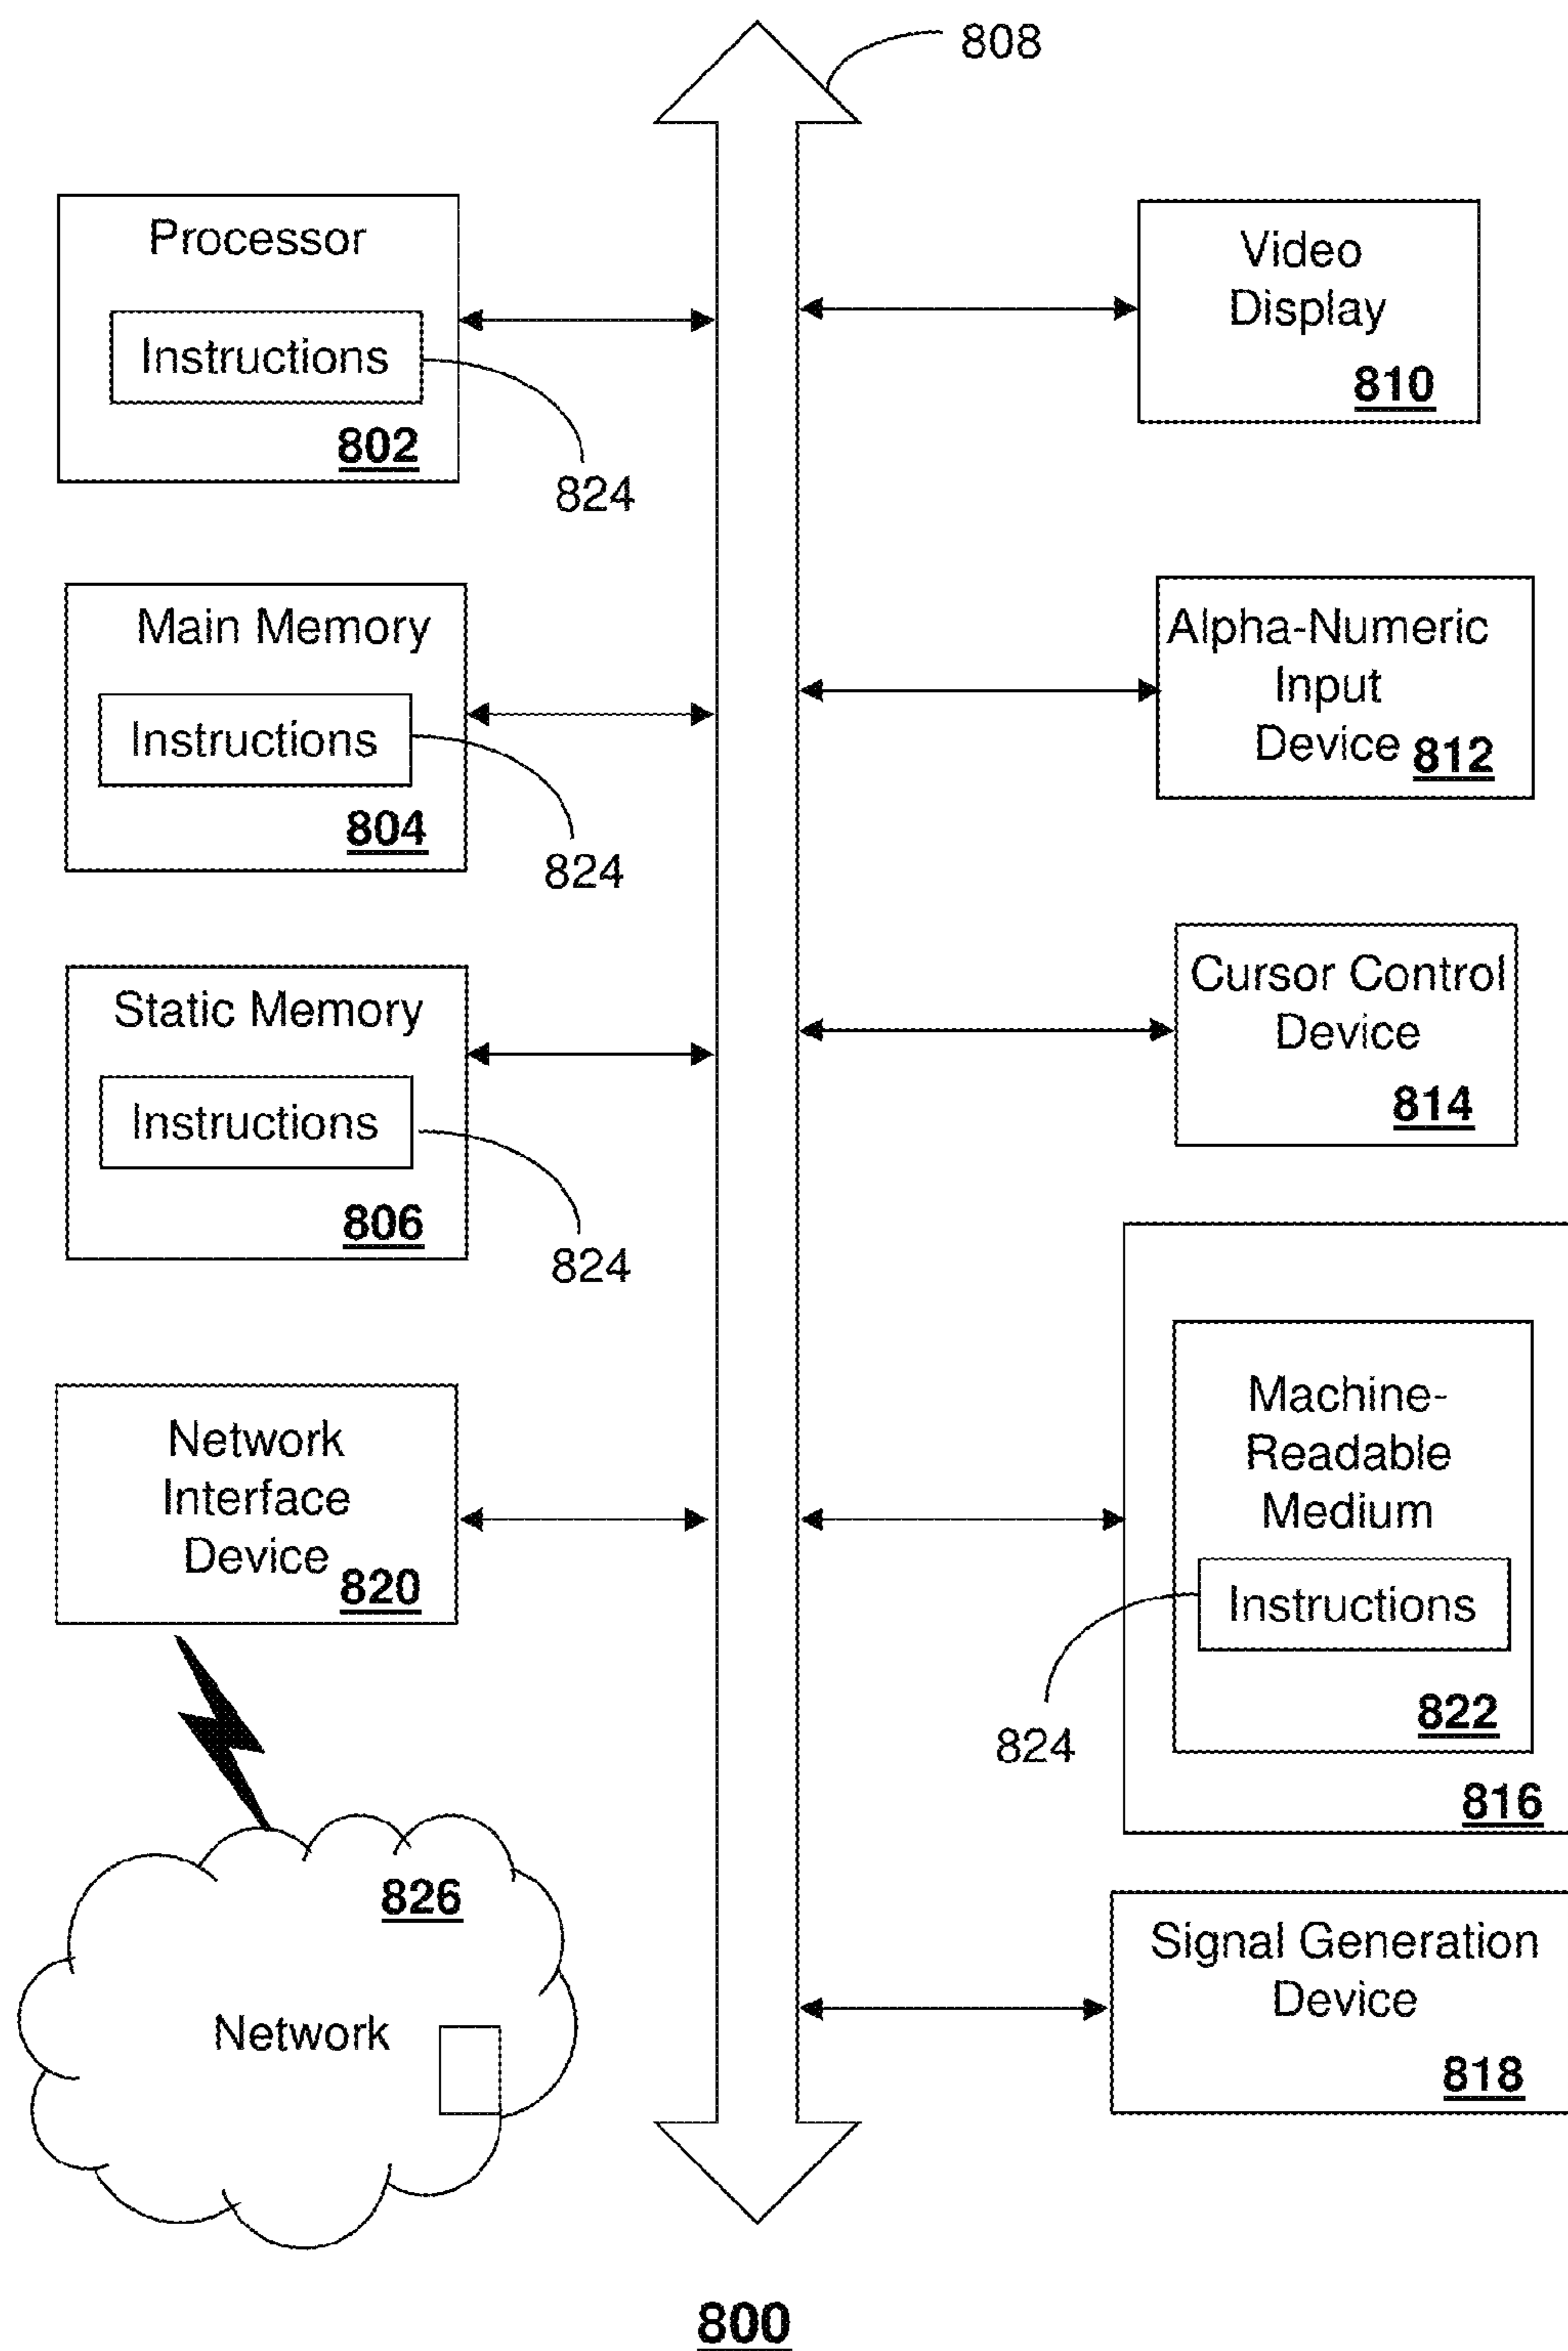 808
Processor
Instructions
802
824
Main Memory
Instructions
804
824
Static Memory
Instructions
806
824
Network
Interface
Device
820
826
Network
Video
Display
810
Alpha-Numeric
Input
Device
812
Cursor Control
Device
814
Machine-
Readable
Medium
Instructions
824
822
816
Signal Generation
Device
818
800